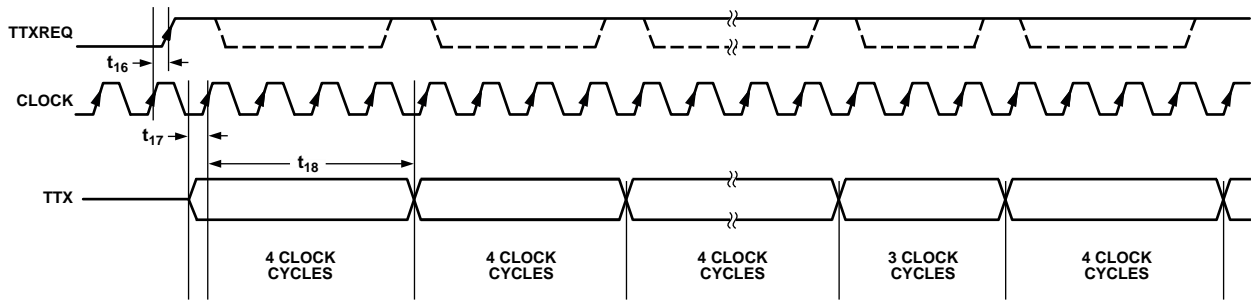 TTXREQ
t16
CLOCK
t17
t18
TTX
4 CLOCK
CYCLES
4 CLOCK
CYCLES
4 CLOCK
CYCLES
3 CLOCK
CYCLES
4 CLOCK
CYCLES